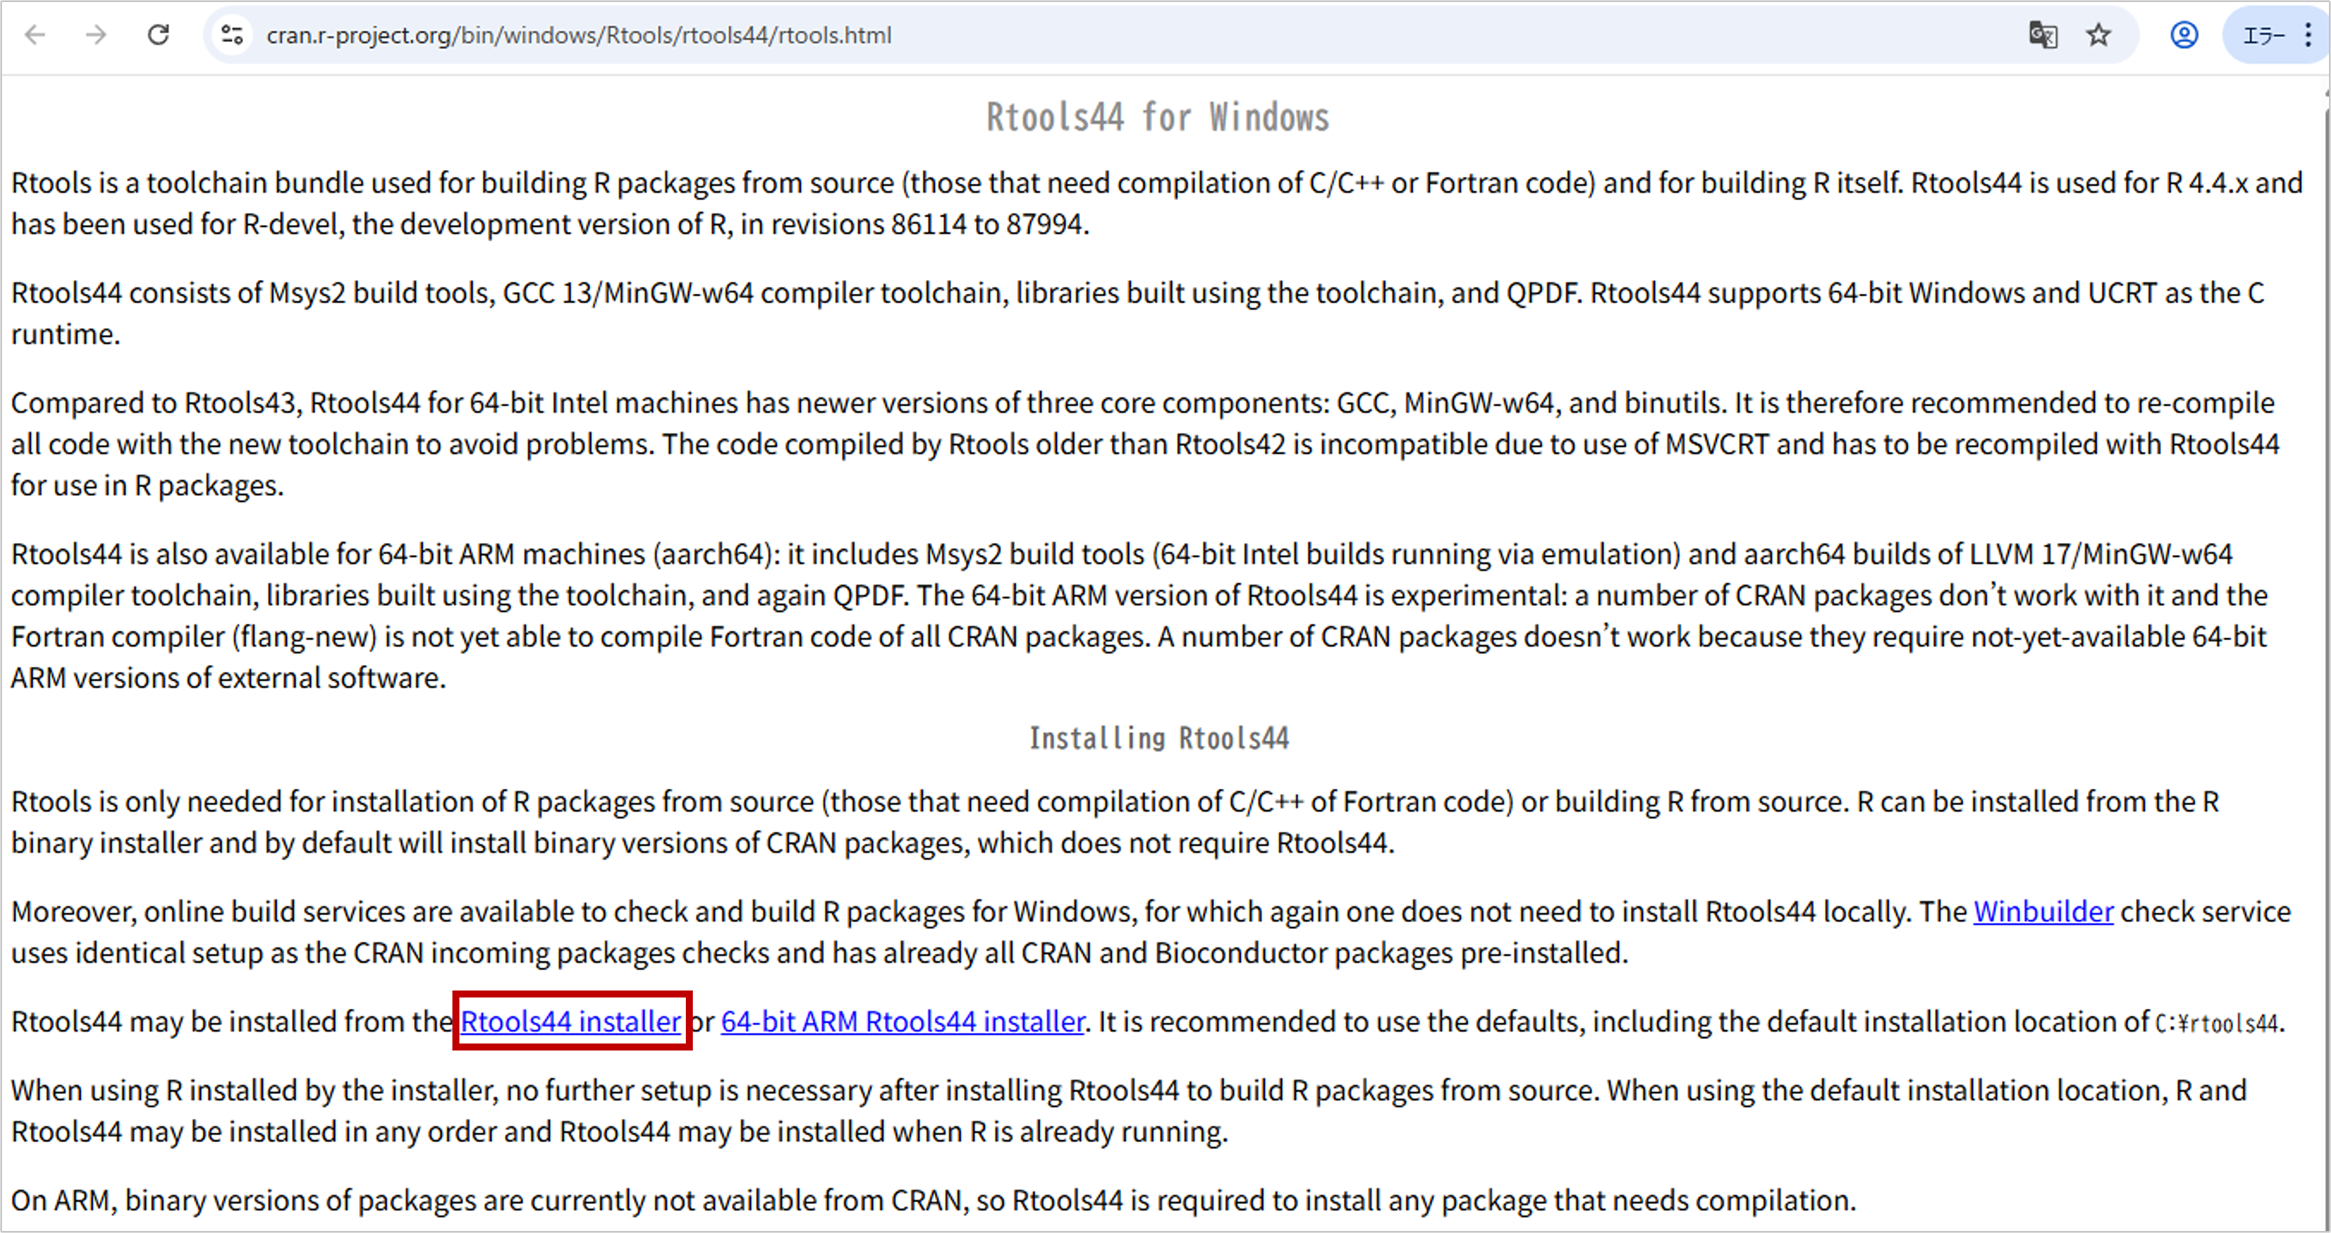 cran.r-project.org/bin/windows/Rtools/rtools44/rtools.html
エラー
Rtools44 for Windows
Rtools is a toolchain bundle used for building R packages from source (those that need compilation of C/C++ or Fortran code) and for building R itself. Rtools44 is used for R 4.4.x and
has been used for R-devel, the development version of R, in revisions 86114 to 87994.
Rtools44 consists of Msys2 build tools, GCC 13/MinGW-w64 compiler toolchain, libraries built using the toolchain, and QPDF. Rtools44 supports 64-bit Windows and UCRT as the C
runtime.
Compared to Rtools43, Rtools44 for 64-bit Intel machines has newer versions of three core components: GCC, MinGW-w64, and binutils. It is therefore recommended to re-compile
all code with the new toolchain to avoid problems. The code compiled by Rtools older than Rtools42 is incompatible due to use of MSVCRT and has to be recompiled with Rtools44
for use in R packages.
Rtools44 is also available for 64-bit ARM machines (aarch64): it includes Msys2 build tools (64-bit Intel builds running via emulation) and aarch64 builds of LLVM 17/MinGW-w64
compiler toolchain, libraries built using the toolchain, and again QPDF. The 64-bit ARM version of Rtools44 is experimental: a number of CRAN packages don’t work with it and the
Fortran compiler (flang-new) is not yet able to compile Fortran code of all CRAN packages. A number of CRAN packages doesn’t work because they require not-yet-available 64-bit
ARM versions of external software.
Installing Rtools44
Rtools is only needed for installation of R packages from source (those that need compilation of C/C++ of Fortran code) or building R from source. R can be installed from the R
binary installer and by default will install binary versions of CRAN packages, which does not require Rtools44.
Moreover, online build services are available to check and build R packages for Windows, for which again one does not need to install Rtools44 locally. The Winbuilder check service
uses identical setup as the CRAN incoming packages checks and has already all CRAN and Bioconductor packages pre-installed.
Rtools44 may be installed from the Rtools44 installer or 64-bit ARM Rtools44 installer. It is recommended to use the defaults, including the default installation location of C:¥rtools44.
When using R installed by the installer, no further setup is necessary after installing Rtools44 to build R packages from source. When using the default installation location, R and
Rtools44 may be installed in any order and Rtools44 may be installed when R is already running.
On ARM, binary versions of packages are currently not available from CRAN, so Rtools44 is required to install any package that needs compilation.